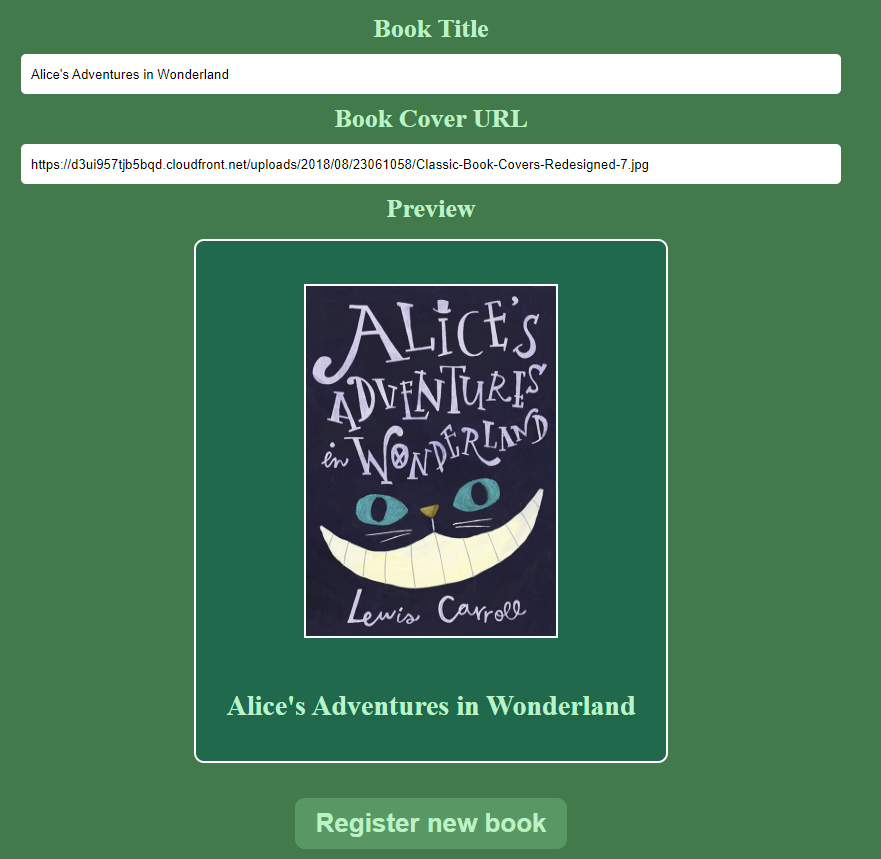 Book Title
Alice's Adventures in Wonderland
Book Cover URL
https://d3ui957tjb5bqd.cloudfront.net/uploads/2018/08/23061058/Classic-Book-Covers-Redesigned-7.jpg
Preview
ALICE'S
ADVENTURES
in WONDERLAND
Lewis Carroll
Alice's Adventures in Wonderland
Register new book